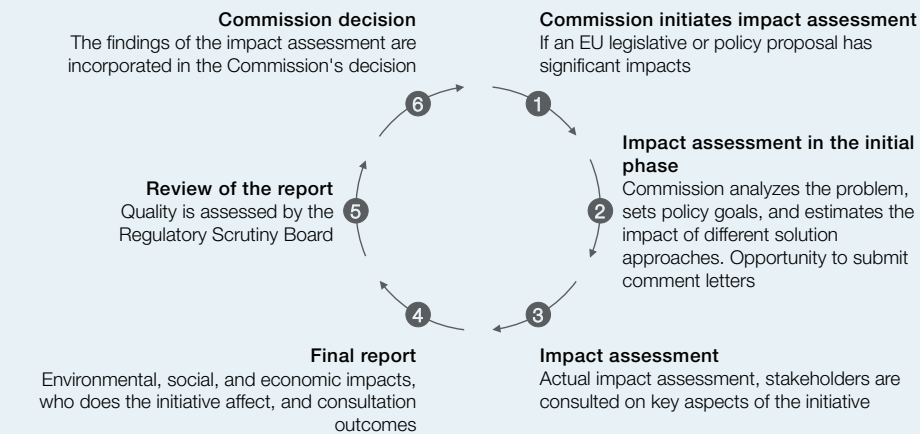 Commission initiates impact assessment
If an EU legislative or policy proposal has
significant impacts
1
Impact assessment in the initial
phase
Commission analyzes the problem,
sets policy goals, and estimates the
impact of different solution
approaches. Opportunity to submit
comment letters
2
Impact assessment
Actual impact assessment, stakeholders are
consulted on key aspects of the initiative
3
Final report
Environmental, social, and economic impacts,
who does the initiative affect, and consultation
outcomes
4
Review of the report
Quality is assessed by the
Regulatory Scrutiny Board
5
Commission decision
The findings of the impact assessment are
incorporated in the Commission's decision
6